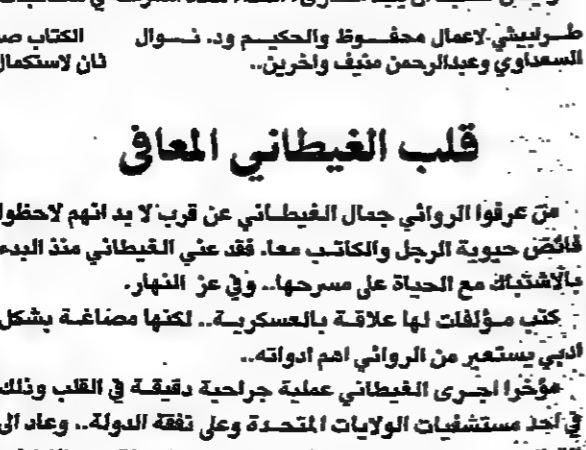 طرابيشي لاعمال محفوظ والحكيم ود. نوال
السعداوي وعبدالرحمن منيف واخرين..
الكتاب
ثان لاستكمال
قلب الغيطاني المعافى
من عرفوا الروائي جمال الغيطاني عن قرب لا بد انهم لاحظوا
فائض حيوية الرجل والكاتب معا. فقد عني الغيطاني منذ البدء
بالاشتباك مع الحياة على مسرحها.. وفي عز النهار.
كتب مؤلفات لها علاقة بالعسكرية.. لكنها مصاغة بشكل
ادبي يستعير من الروائي اهم ادواته..
مؤخرا اجرى الغيطاني عملية جراحية دقيقة في القلب وذلك
في احد مستشفيات الولايات المتحدة وعلى نفقة الدولة.. وعاد الى